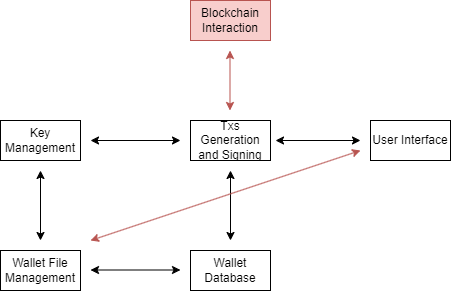 Blockchain
Interaction
Key
Management
Txs
Generation
and Signing
User Interface
Wallet File
Management
Wallet
Database